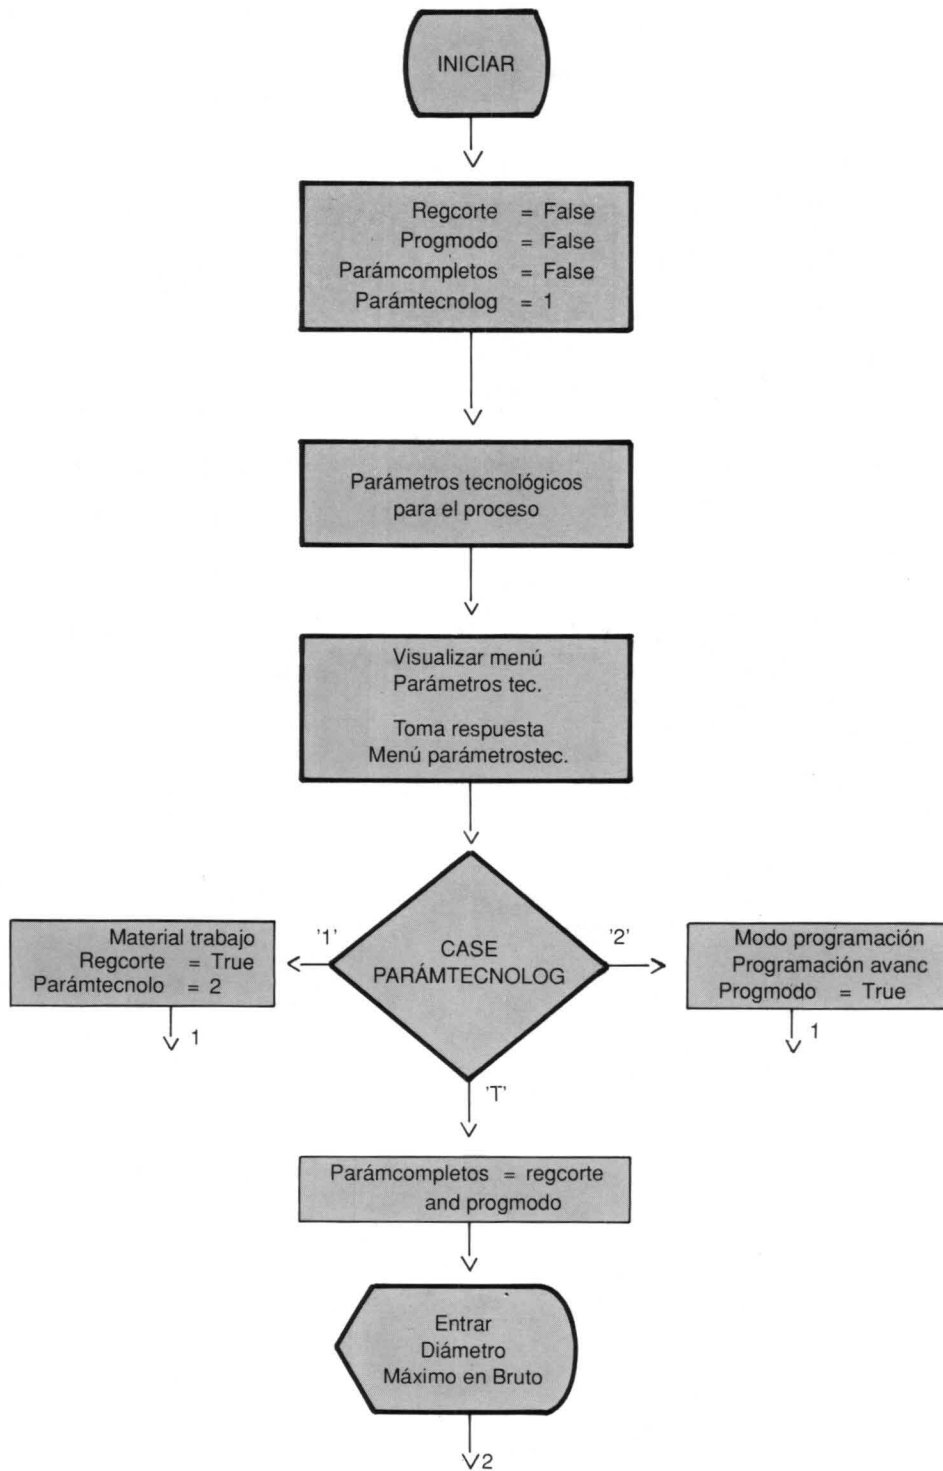 INICIAR
Regcorte = False
Progmodo = False
Parámcompletos = False
Parámtecnolog = 1
Parámetros tecnológicos
para el proceso
Visualizar menú
Parámetros tec.
Toma respuesta
Menú parámetrostec.
CASE
PARÁMTECNOLOG
'1'
Material trabajo
Regcorte = True
Parámtecnolo = 2
1
'2'
Modo programación
Programación avanc
Progmodo = True
1
'T'
Parámcompletos = regcorte
and progmodo
Entrar
Diámetro
Máximo en Bruto
2